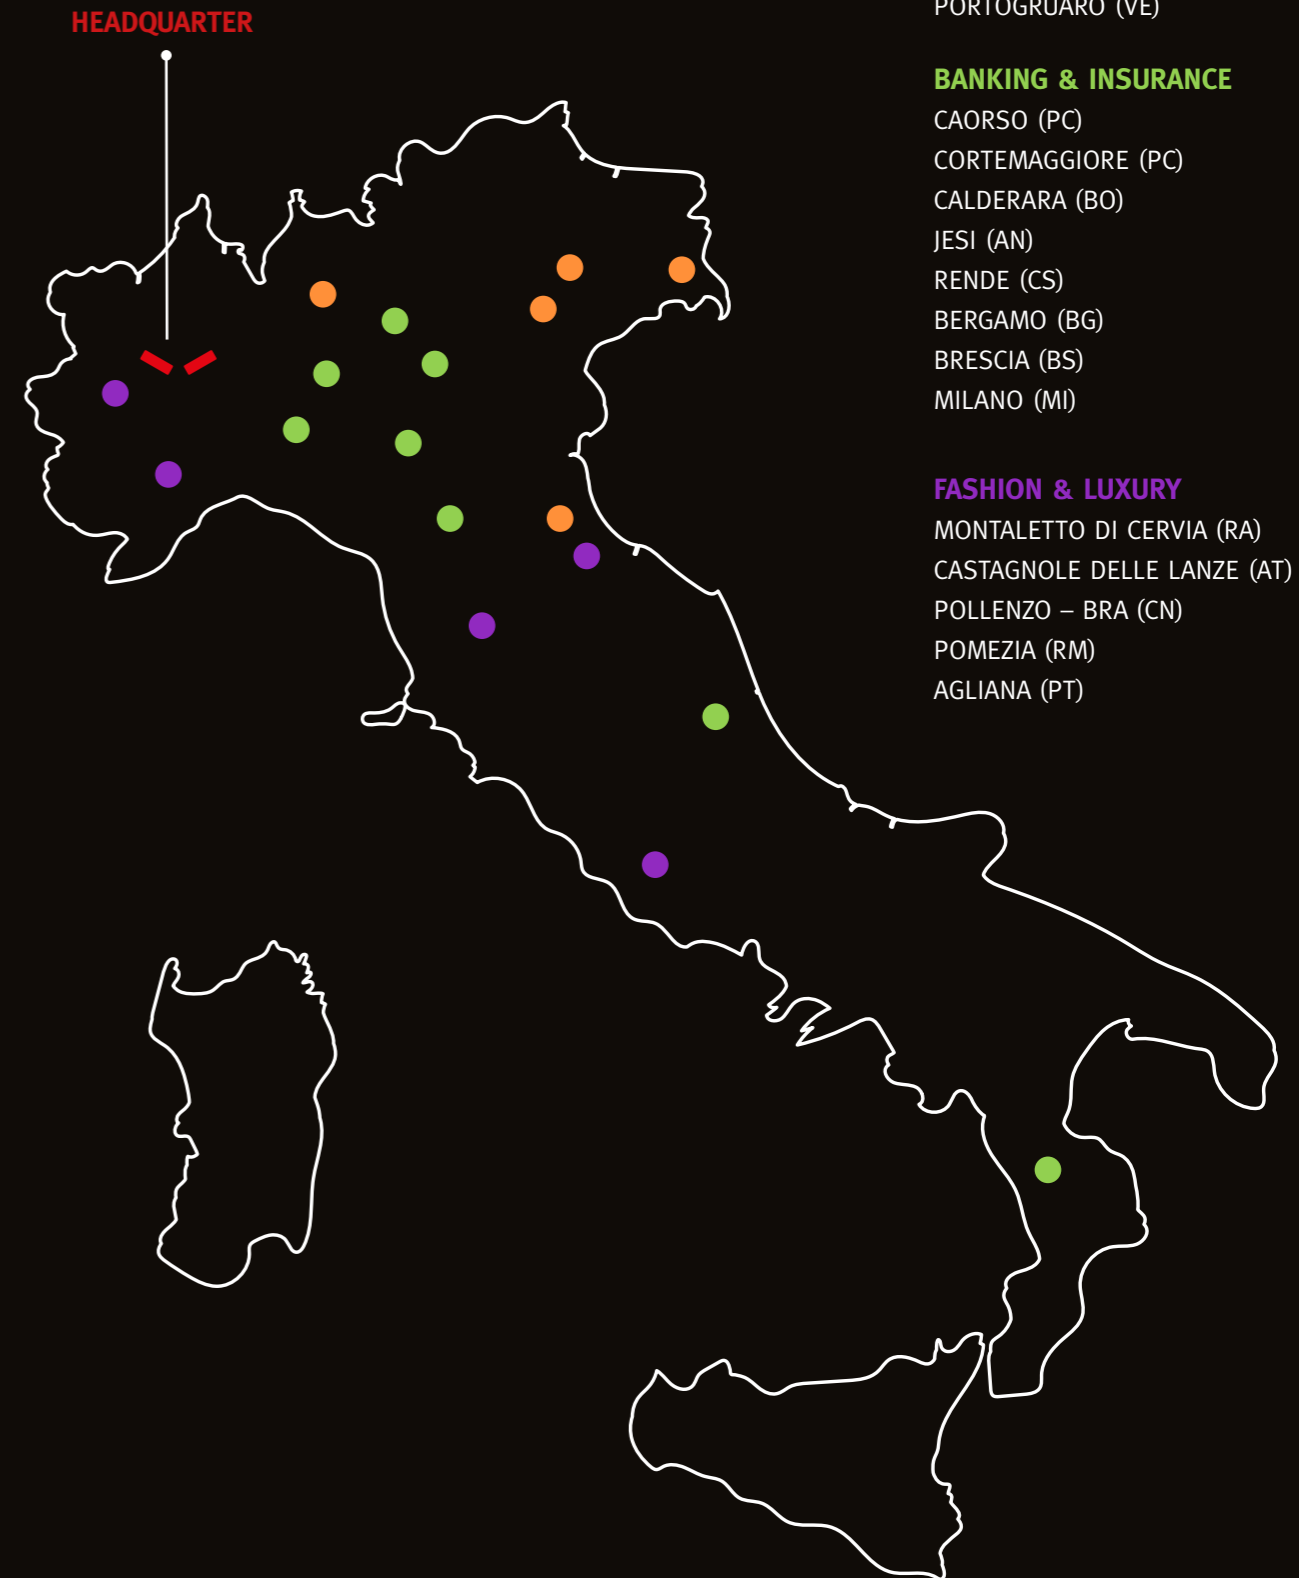 HEADQUARTER
PORTOGRUARO (VE)
BANKING & INSURANCE
CAORSO (PC)
CORTEMAGGIORE (PC)
CALDERARA (BO)
JESI (AN)
RENDE (CS)
BERGAMO (BG)
BRESCIA (BS)
MILANO (MI)
FASHION & LUXURY
MONTALETTO DI CERVIA (RA)
CASTAGNOLE DELLE LANZE (AT)
POLLENZO – BRA (CN)
POMEZIA (RM)
AGLIANA (PT)